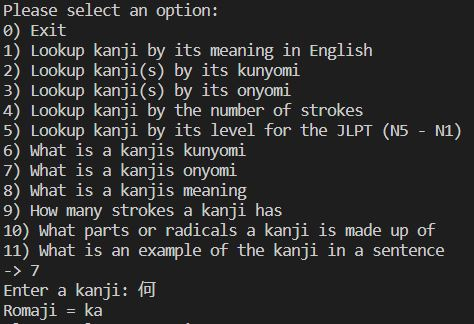 Please select an option:
0) Exit
1) Lookup kanji by its meaning in English
2) Lookup kanji(s) by its kunyomi
3) Lookup kanji(s) by its onyomi
4) Lookup kanji by the number of strokes
5) Lookup kanji by its level for the JLPT (N5 - N1)
6) What is a kanjis kunyomi
7) What is a kanjis onyomi
8) What is a kanjis meaning
9) How many strokes a kanji has
10) What parts or radicals a kanji is made up of
11) What is an example of the kanji in a sentence
-> 7
Enter a kanji: 何
Romaji = ka